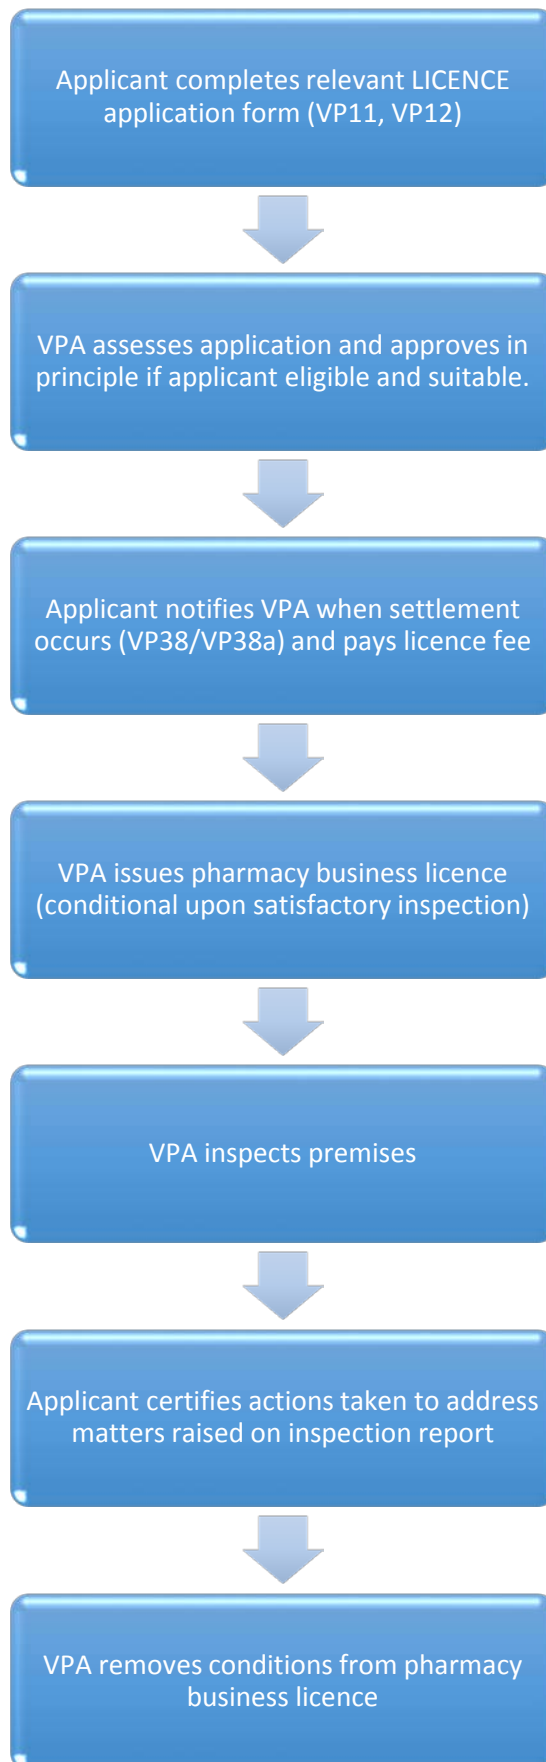 Applicant completes relevant LICENCE
application form (VP11, VP12)
VPA assesses application and approves in
principle if applicant eligible and suitable.
Applicant notifies VPA when settlement
occurs (VP38/VP38a) and pays licence fee
VPA issues pharmacy business licence
(conditional upon satisfactory inspection)
VPA inspects premises
Applicant certifies actions taken to address
matters raised on inspection report
VPA removes conditions from pharmacy
business licence